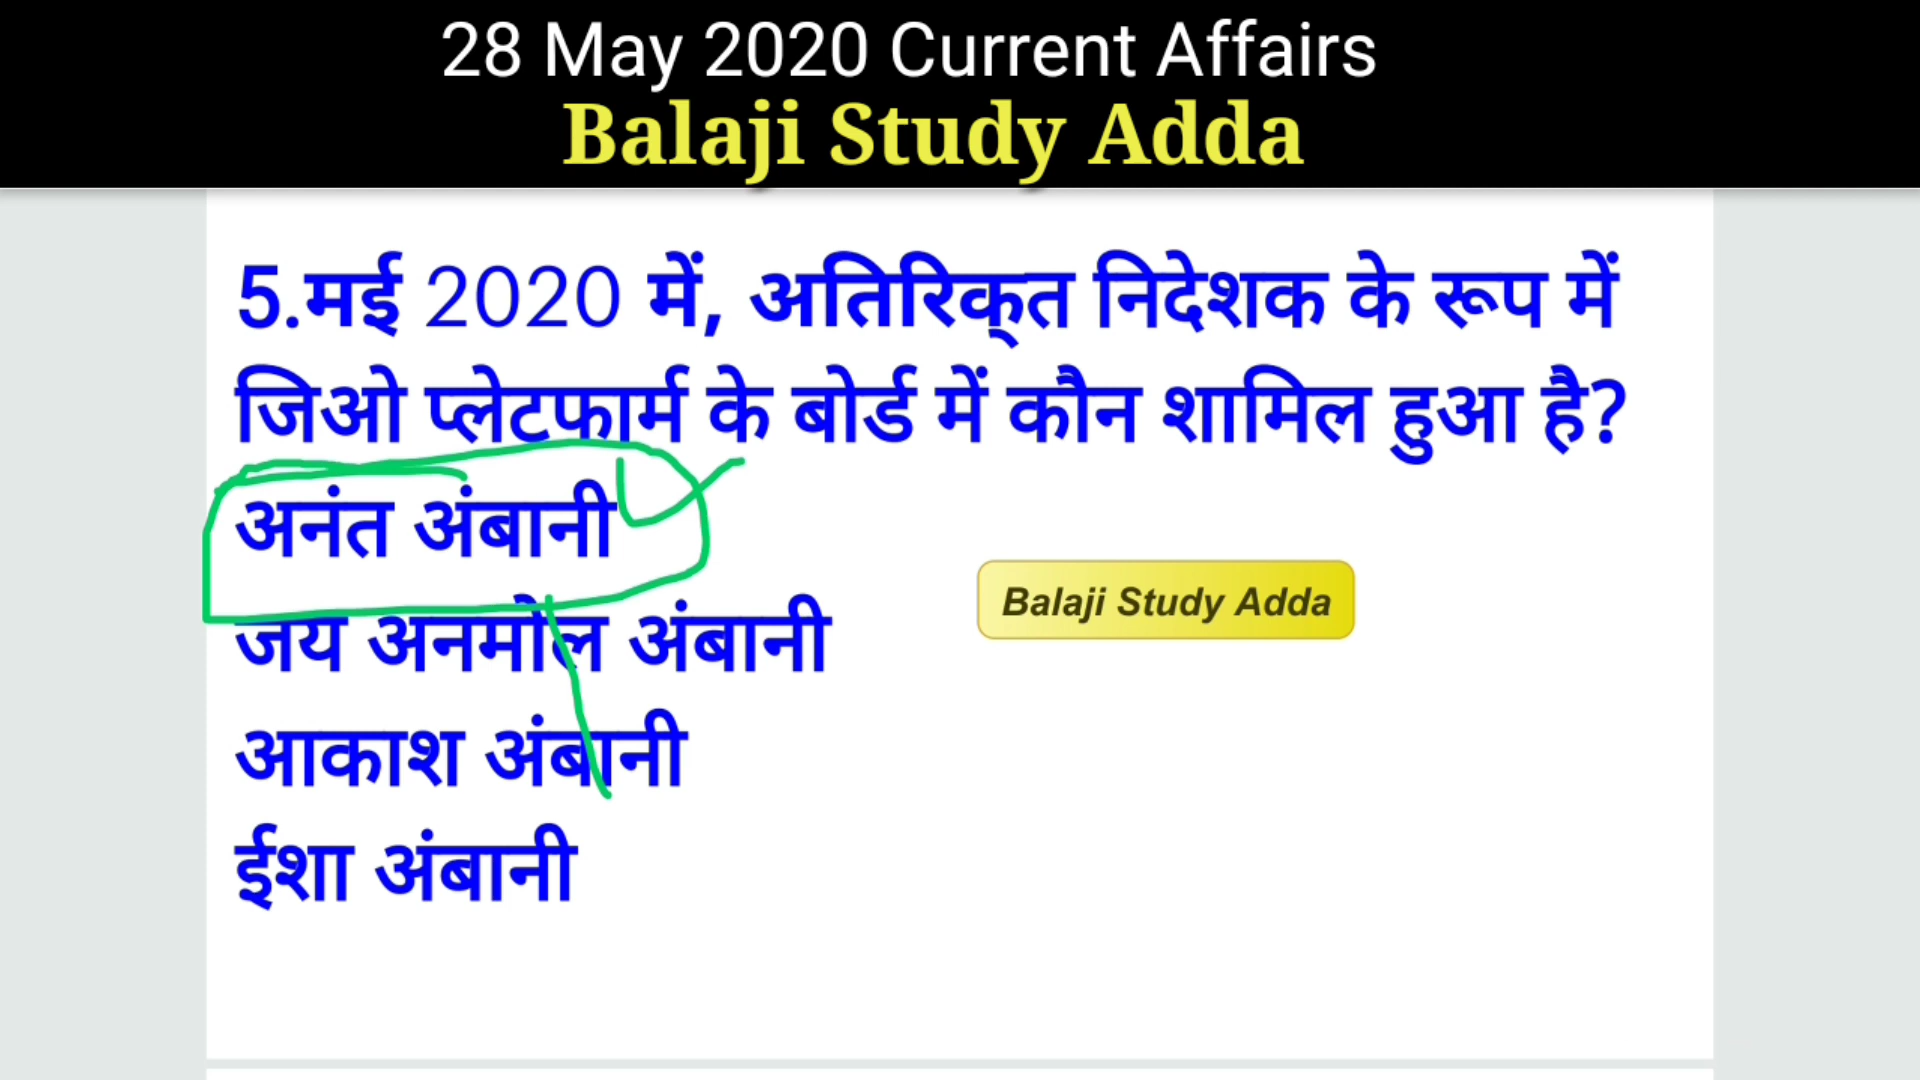 28 May 2020 Current Affairs
Balaji Study Adda
5.मई 2020 में, अतिरिक्‌त निदेशक के रूप में
जिओ प्लेटफार्म के बोर्ड में कौन शामिल हुआ है?
अनंत अंबानी
Balaji Study Adda
जय अनमोल अंबानी
आकाश अंबानी
ईशा अंबानी